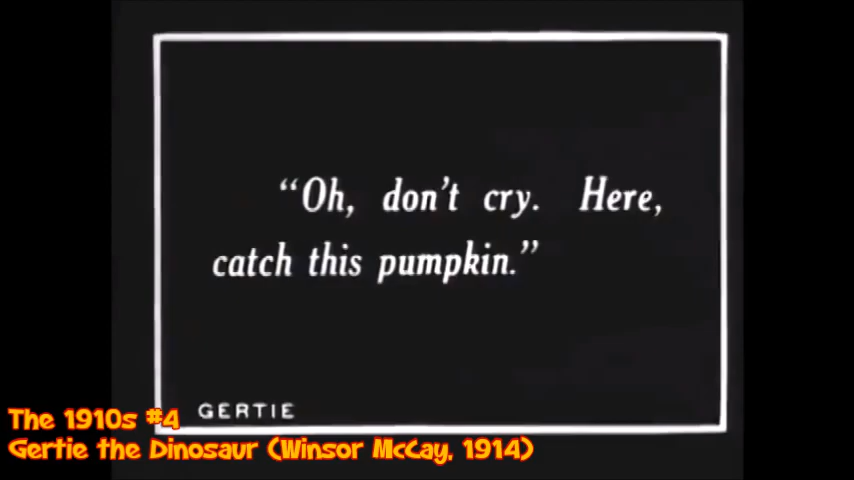 “Oh, don't cry. Here,
catch this pumpkin.”
GERTIE
The 1910s #4
Gertie the Dinosaur (Winsor McCay, 1914)